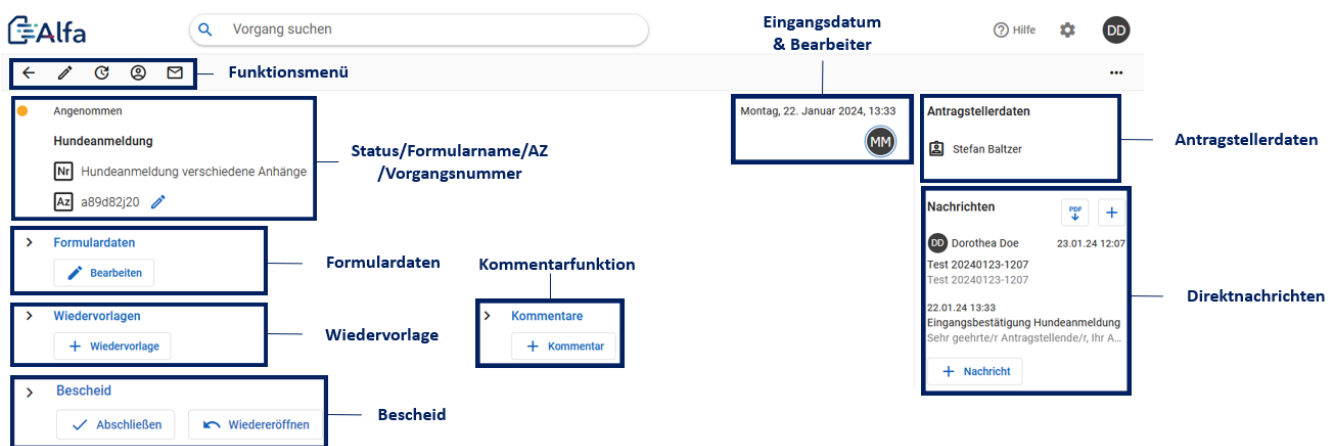 Alfa
Vorgang suchen
Eingangsdatum
& Bearbeiter
Hilfe
DD
Funktionsmenü
Angenommen
Hundeanmeldung
Nr Hundeanmeldung verschiedene Anhänge
Az a89d82j20
Status/Formularname/AZ
/Vorgangsnummer
Montag, 22. Januar 2024, 13:33
MM
Antragstellerdaten
Stefan Baltzer
Antragstellerdaten
Formulardaten
Bearbeiten
Formulardaten
Wiedervorlagen
+ Wiedervorlage
Wiedervorlage
Kommentarfunktion
Kommentare
+ Kommentar
Bescheid
Abschließen
Wiedereröffnen
Bescheid
Nachrichten
PDF
+
DD Dorothea Doe 23.01.24 12:07
Test 20240123-1207
Test 20240123-1207
22.01.24 13:33
Eingangsbestätigung Hundeanmeldung
Sehr geehrte/r Antragstellende/r, Ihr A...
+ Nachricht
Direktnachrichten